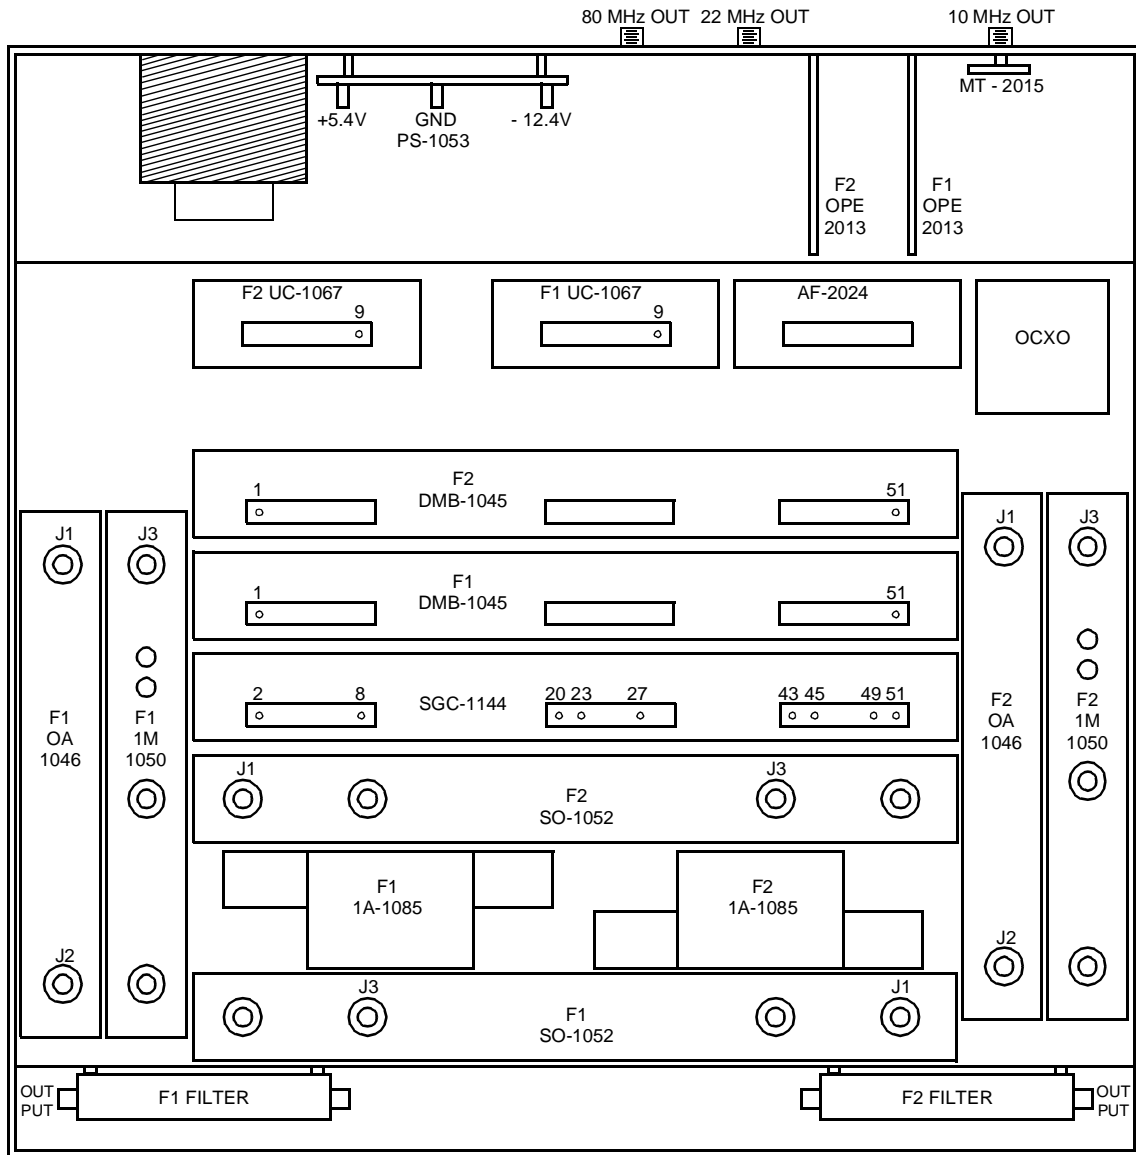 80 MHz OUT
22 MHz OUT
10 MHz OUT
MT - 2015
+5.4V
GND
PS-1053
- 12.4V
F2
OPE
2013
F1
OPE
2013
F2 UC-1067
9
F1 UC-1067
9
AF-2024
OCXO
1
F2
DMB-1045
51
1
F1
DMB-1045
51
2
8
SGC-1144
20
23
27
43
45
49
51
J1
F1
OA
1046
J2
J3
F1
1M
1050
J1
F2
OA
1046
J2
J3
F2
1M
1050
J1
F2
SO-1052
J3
F1
1A-1085
F2
1A-1085
J3
F1
SO-1052
J1
OUT
PUT
F1 FILTER
F2 FILTER
OUT
PUT